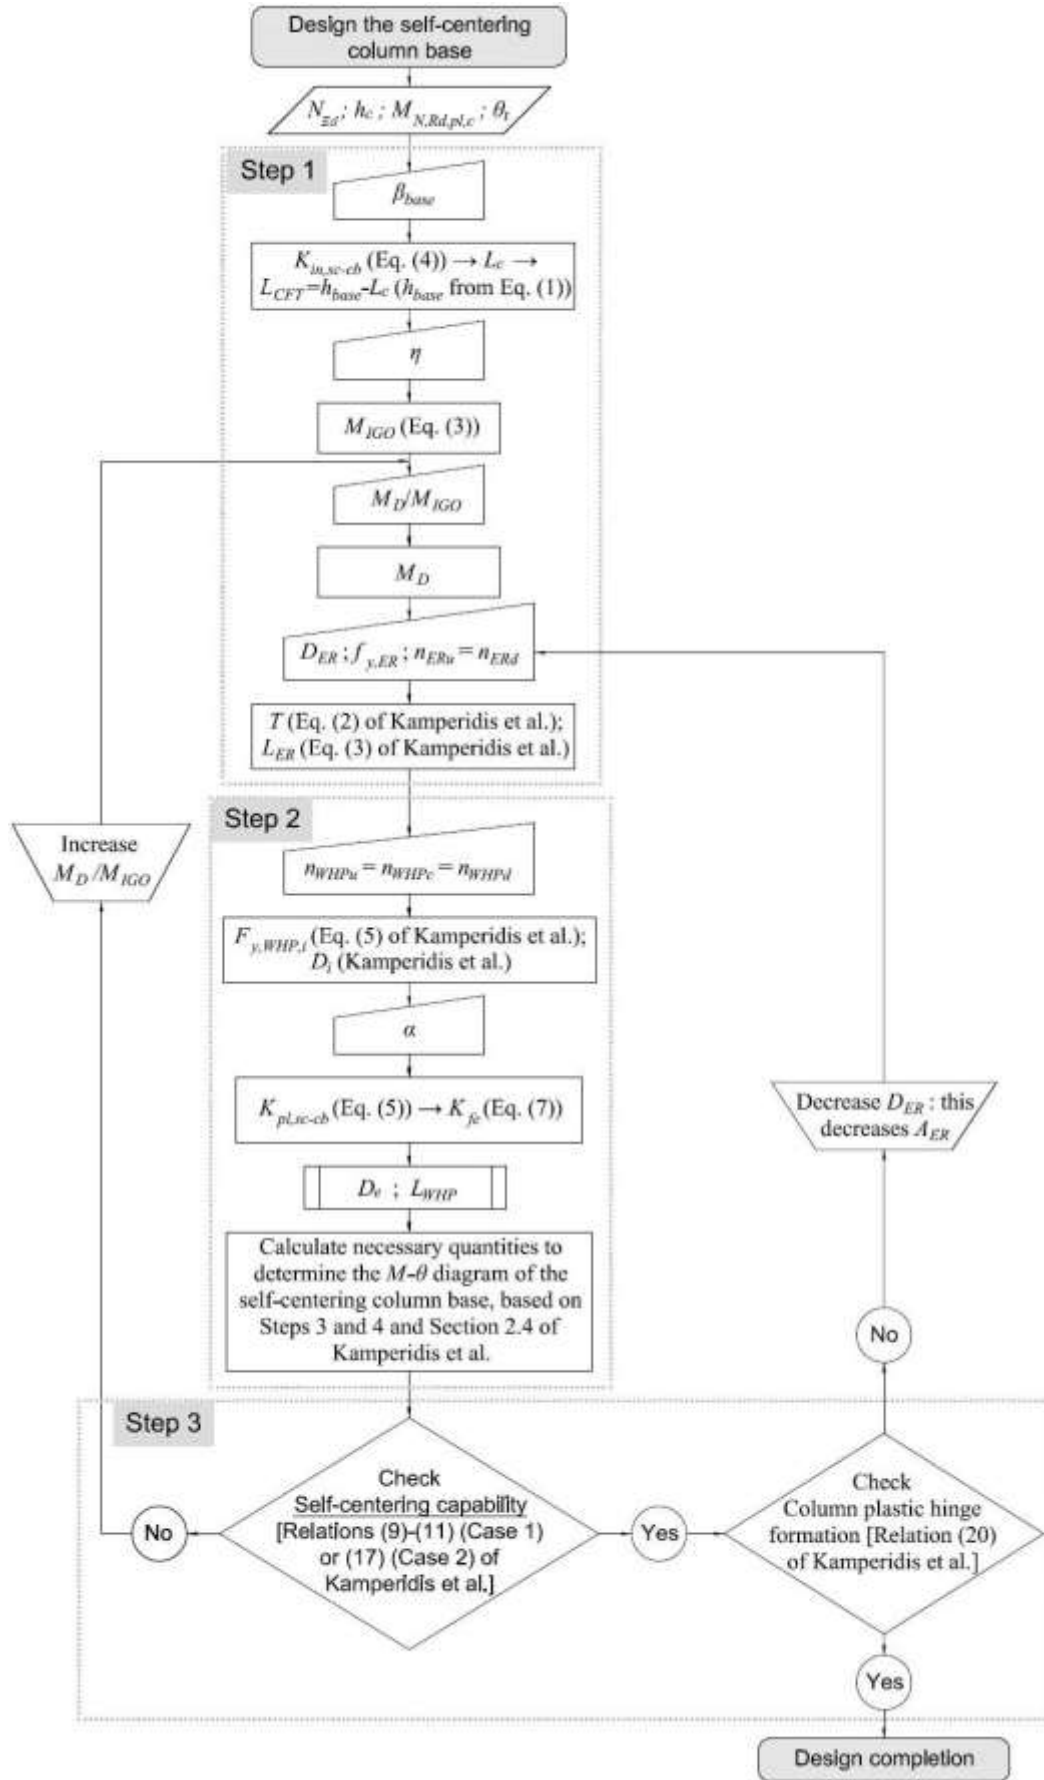 Design the self-centering
column base
N_Ed ; h_c ; M_N,Rd,pl,c ; θ_t
Step 1
β_base
K_in,sc-cb (Eq. (4)) → L_c →
L_CFT=h_base-L_c (h_base from Eq. (1))
η
M_IGO (Eq. (3))
M_D/M_IGO
M_D
D_ER ; f_y,ER ; n_ERu = n_ERd
T (Eq. (2) of Kamperidis et al.);
L_ER (Eq. (3) of Kamperidis et al.)
Step 2
Increase
M_D /M_IGO
n_WHPu = n_WHPc = n_WHPd
F_y,WHP,i (Eq. (5) of Kamperidis et al.);
D_i (Kamperidis et al.)
α
K_pl,sc-cb (Eq. (5)) → K_fe (Eq. (7))
Decrease D_ER : this
decreases A_ER
D_e ; L_WHP
Calculate necessary quantities to
determine the M-θ diagram of the
self-centering column base, based on
Steps 3 and 4 and Section 2.4 of
Kamperidis et al.
No
Step 3
Check
Self-centering capability
[Relations (9)-(11) (Case 1)
or (17) (Case 2) of
Kamperidis et al.]
No
Yes
Check
Column plastic hinge
formation [Relation (20)
of Kamperidis et al.]
Yes
Design completion